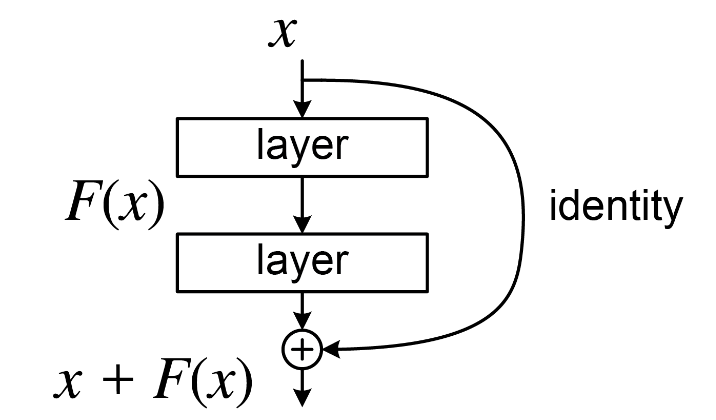 x
layer
F(x)
identity
layer
x + F(x)